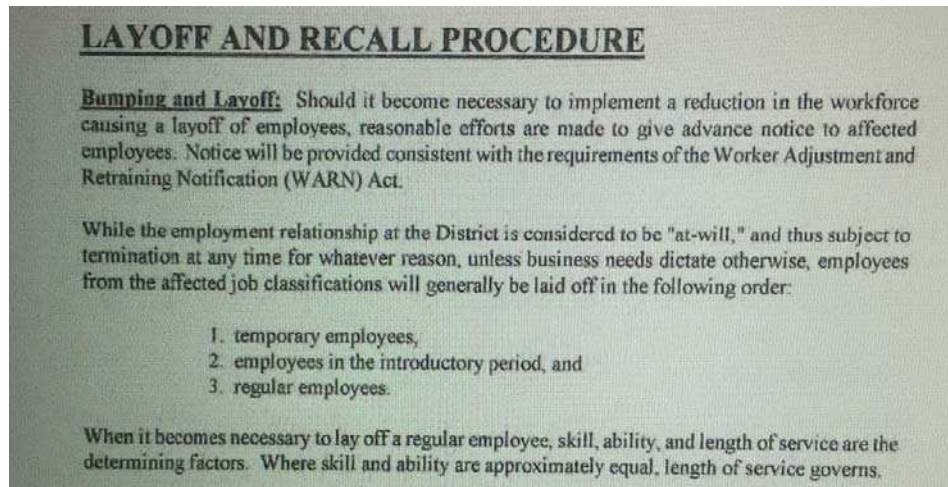 LAYOFF AND RECALL PROCEDURE
Bumping and Layoff: Should it become necessary to implement a reduction in the workforce
causing a layoff of employees, reasonable efforts are made to give advance notice to affected
employees. Notice will be provided consistent with the requirements of the Worker Adjustment and
Retraining Notification (WARN) Act.
While the employment relationship at the District is considered to be "at-will," and thus subject to
termination at any time for whatever reason, unless business needs dictate otherwise, employees
from the affected job classifications will generally be laid off in the following order:
1. temporary employees,
2. employees in the introductory period, and
3. regular employees.
When it becomes necessary to lay off a regular employee, skill, ability, and length of service are the
determining factors. Where skill and ability are approximately equal, length of service governs.